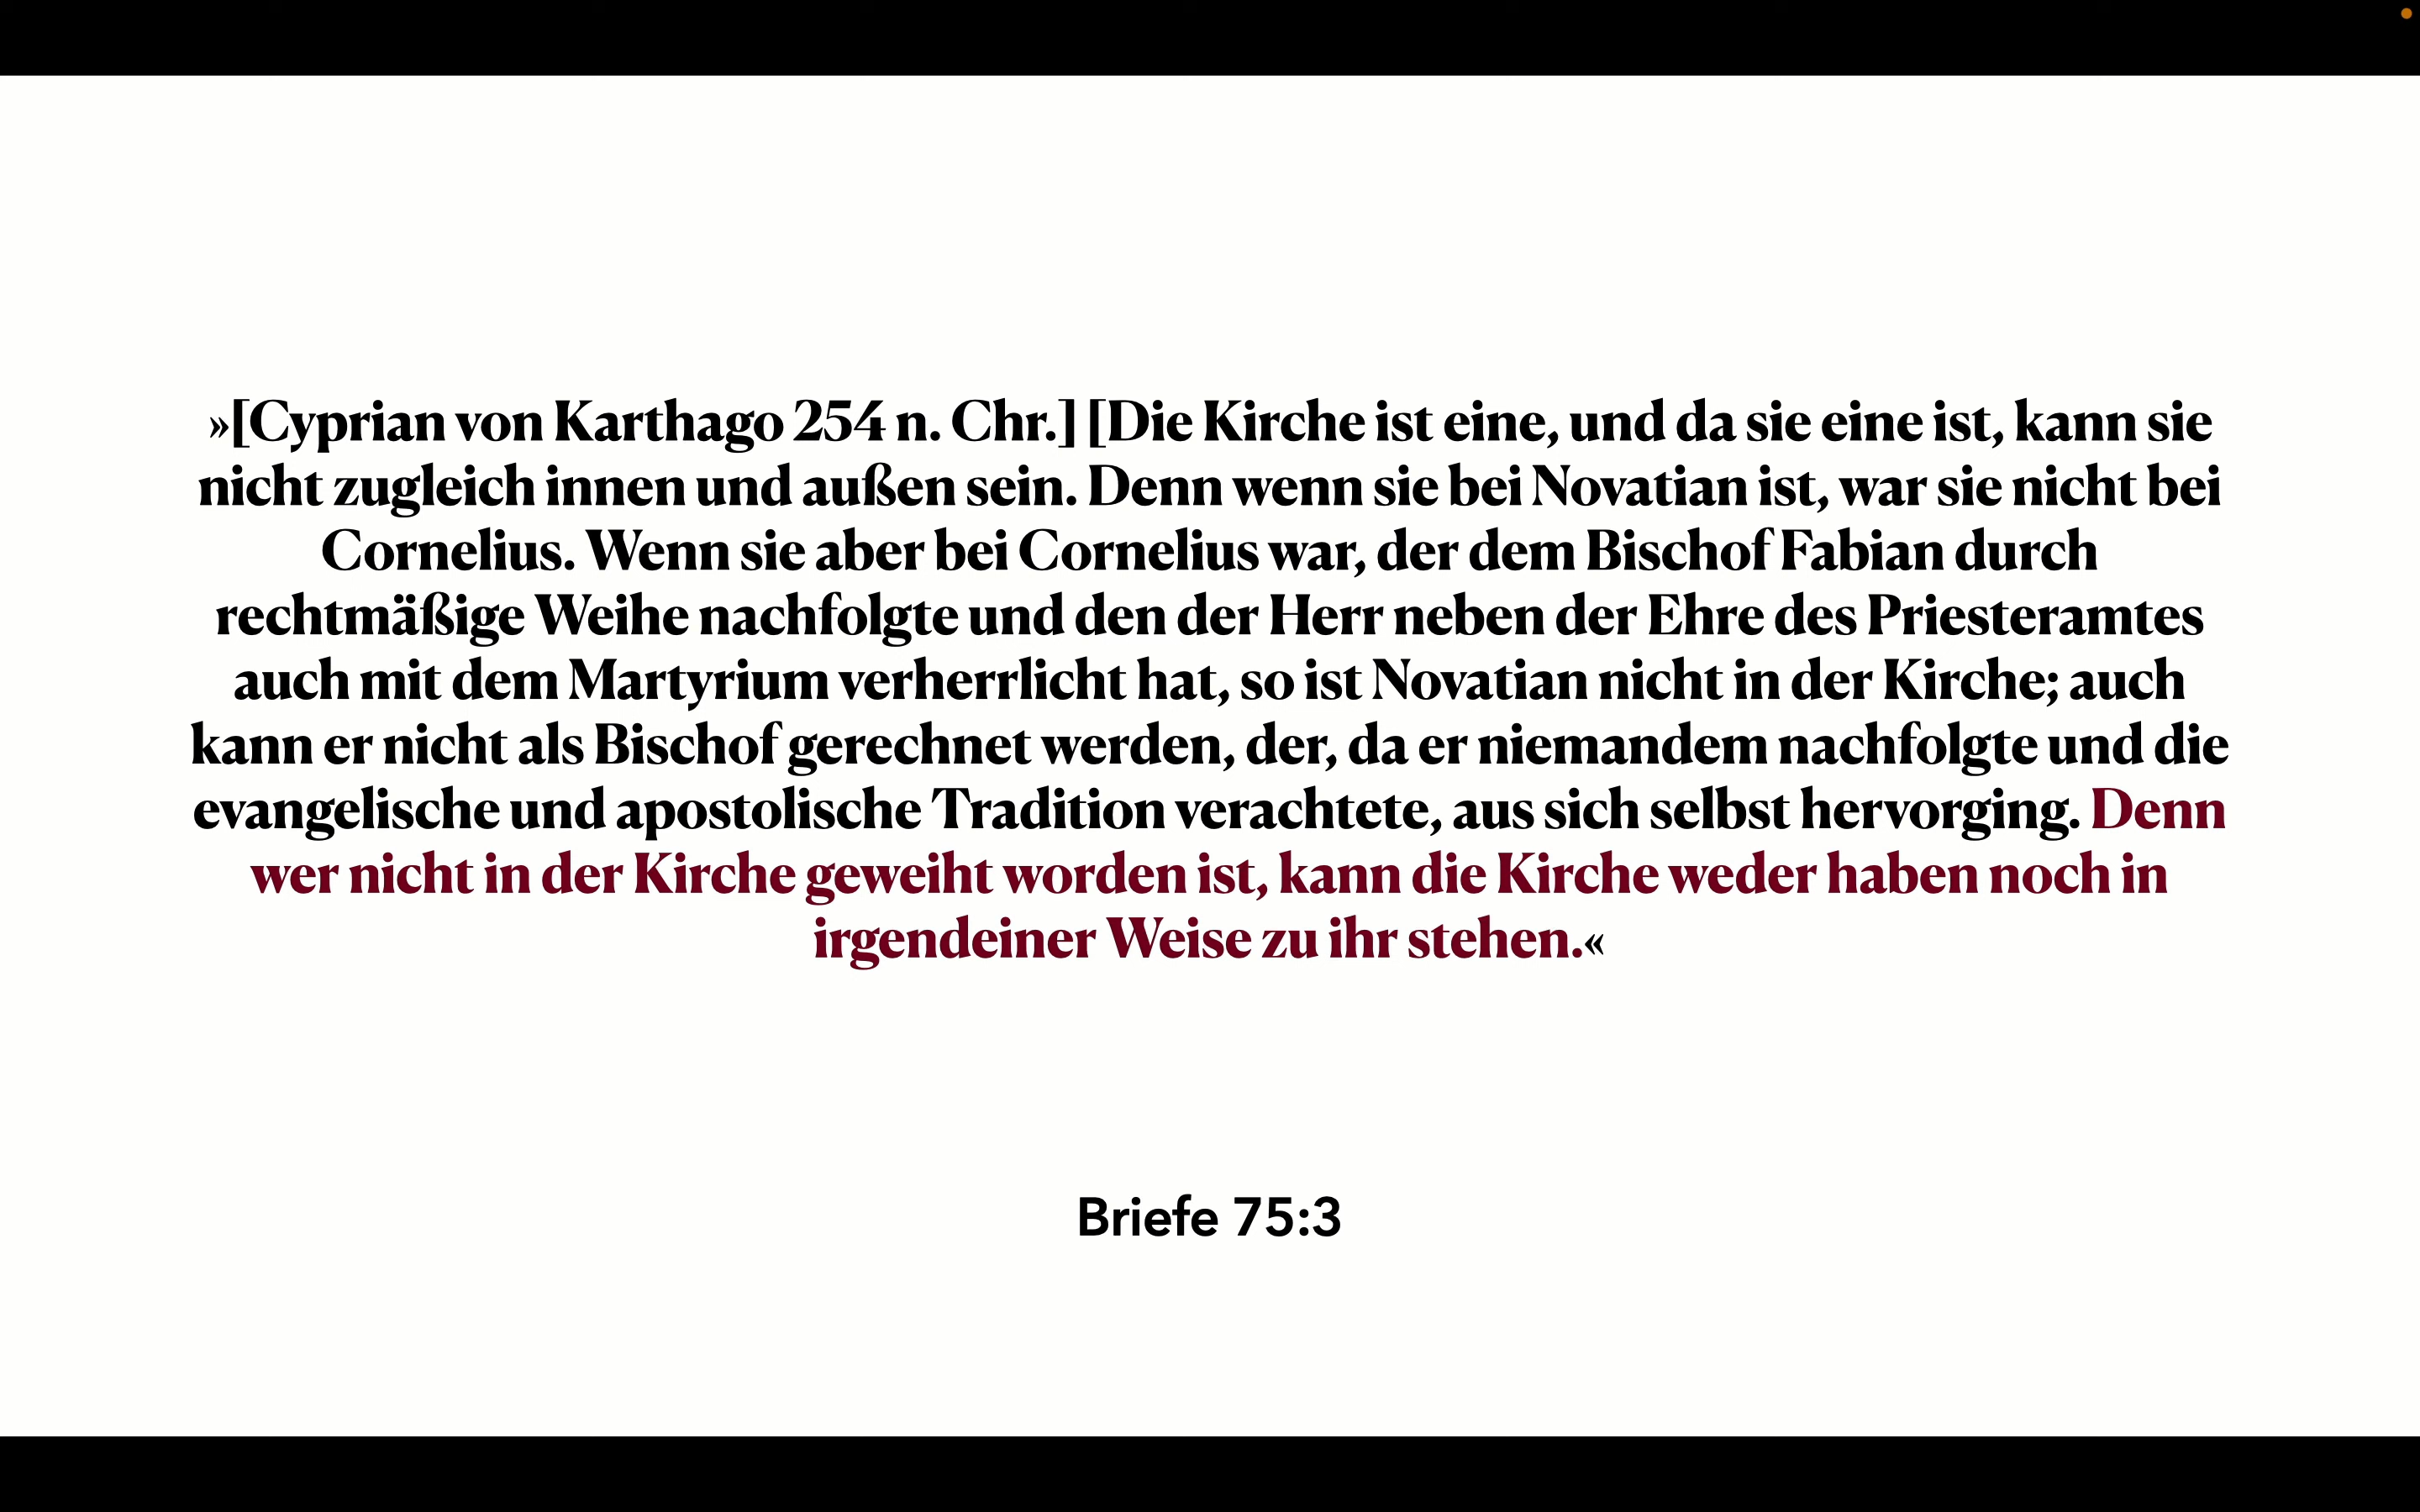 »[Cyprian von Karthago 254 n. Chr.] [Die Kirche ist eine, und da sie eine ist, kann sie
nicht zugleich innen und außen sein. Denn wenn sie bei Novatian ist, war sie nicht bei
Cornelius. Wenn sie aber bei Cornelius war, der dem Bischof Fabian durch
rechtmäßige Weihe nachfolgte und den der Herr neben der Ehre des Priesteramtes
auch mit dem Martyrium verherrlicht hat, so ist Novatian nicht in der Kirche; auch
kann er nicht als Bischof gerechnet werden, der, da er niemandem nachfolgte und die
evangelische und apostolische Tradition verachtete, aus sich selbst hervorging. Denn
wer nicht in der Kirche geweiht worden ist, kann die Kirche weder haben noch in
irgendeiner Weise zu ihr stehen.«
Briefe 75:3